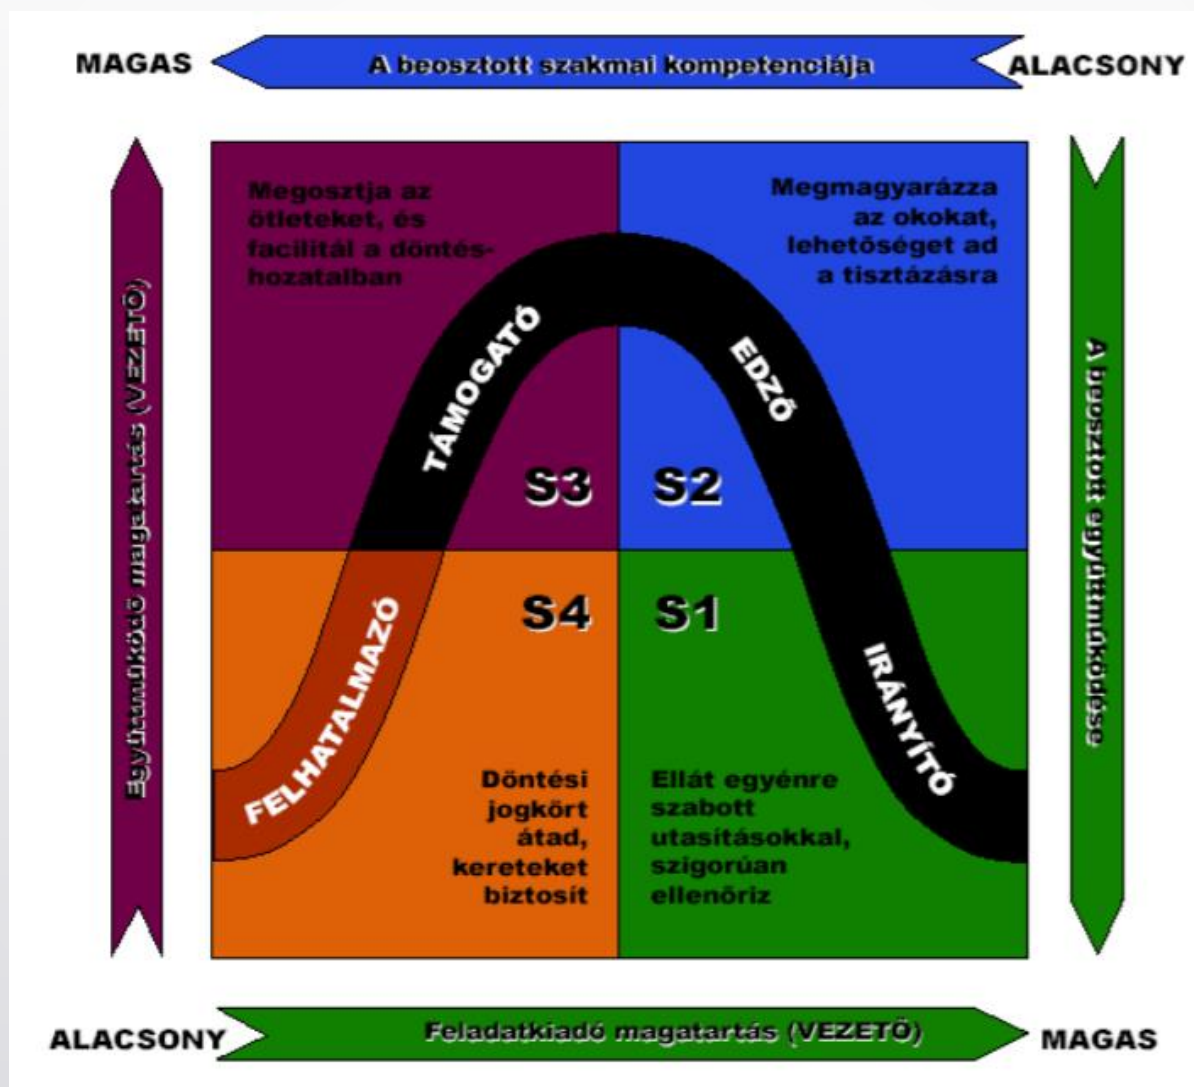 MAGAS
A beosztott szakmai kompetenciája
ALACSONY
Megosztja az
ötleteket, és
facilitál a döntés-
hozatalban
Megmagyarázza
az okokat,
lehetőséget ad
a tisztázásra
Együttműködő magatartás (VEZETŐ)
A beosztott együttműködése
TÁMOGATÓ
EDZŐ
S3
S2
S4
S1
FELHATALMAZÓ
IRÁNYÍTÓ
Döntési
jogkört
átad,
kereteket
biztosít
Ellát egyénre
szabott
utasításokkal,
szigorúan
ellenőriz
ALACSONY
Feladatkiadó magatartás (VEZETŐ)
MAGAS